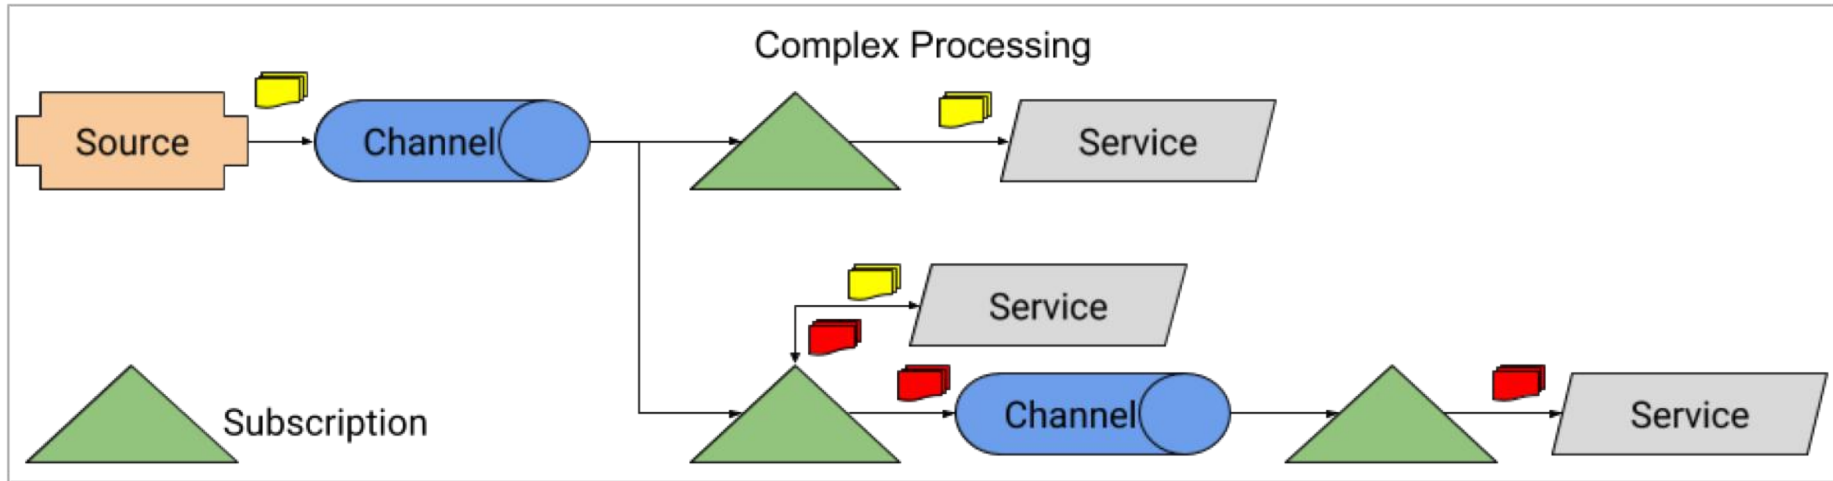 Complex Processing
Source
Channel
Service
Service
Subscription
Channel
Service